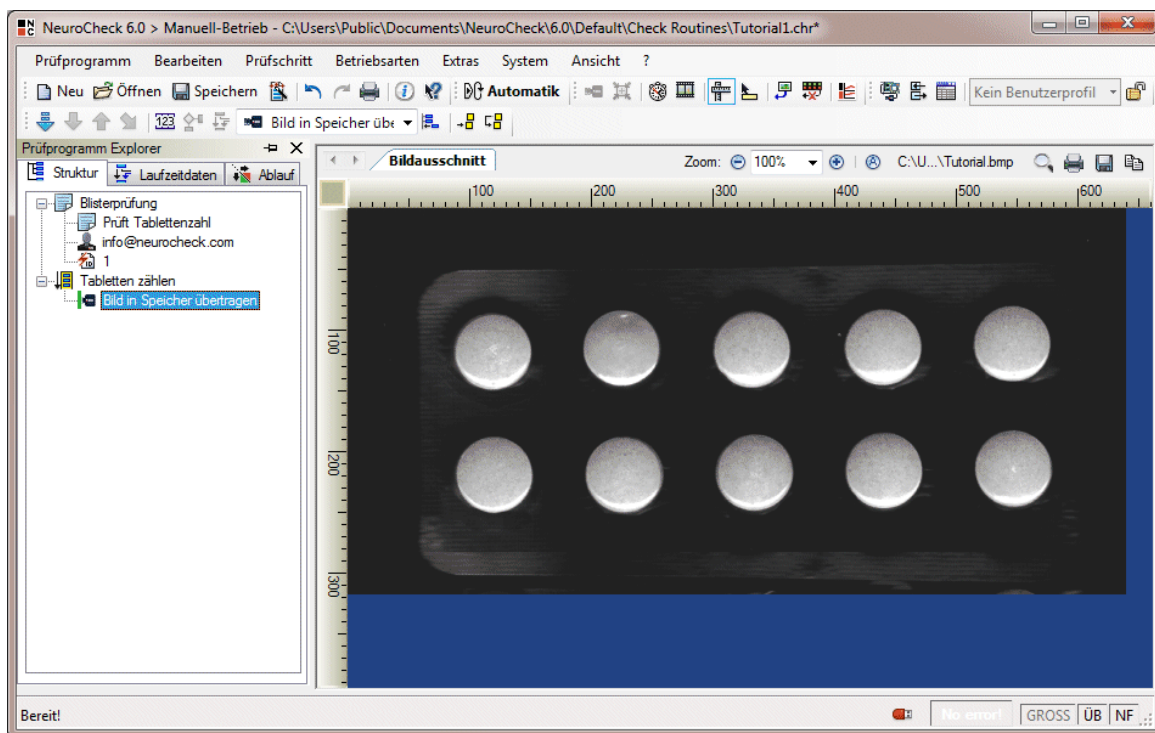 NeuroCheck 6.0 > Manuell-Betrieb - C:\Users\Public\Documents\NeuroCheck\6.0\Default\Check Routines\Tutorial1.chr*
Prüfprogramm Bearbeiten Prüfschritt Betriebsarten Extras System Ansicht ?
Neu Öffnen Speichern Automatik Kein Benutzerprofil
123 Bild in Speicher übe
Prüfprogramm Explorer
Struktur Laufzeitdaten Ablauf
Bildausschnitt Zoom: 100% C:\U...\Tutorial.bmp
100 200 300 400 500 600
Blisterprüfung
Prüft Tablettenzahl
info@neurocheck.com
ID 1
Tabletten zählen
Bild in Speicher übertragen
100
200
300
Bereit! No error! GROSS ÜB NF